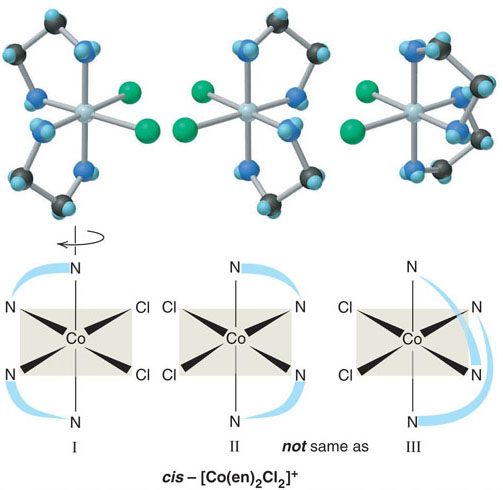 N N N
N Cl Cl N Cl N
Co Co Co
N Cl Cl N Cl N
N N N
I II not same as III
cis – [Co(en)2Cl2]+